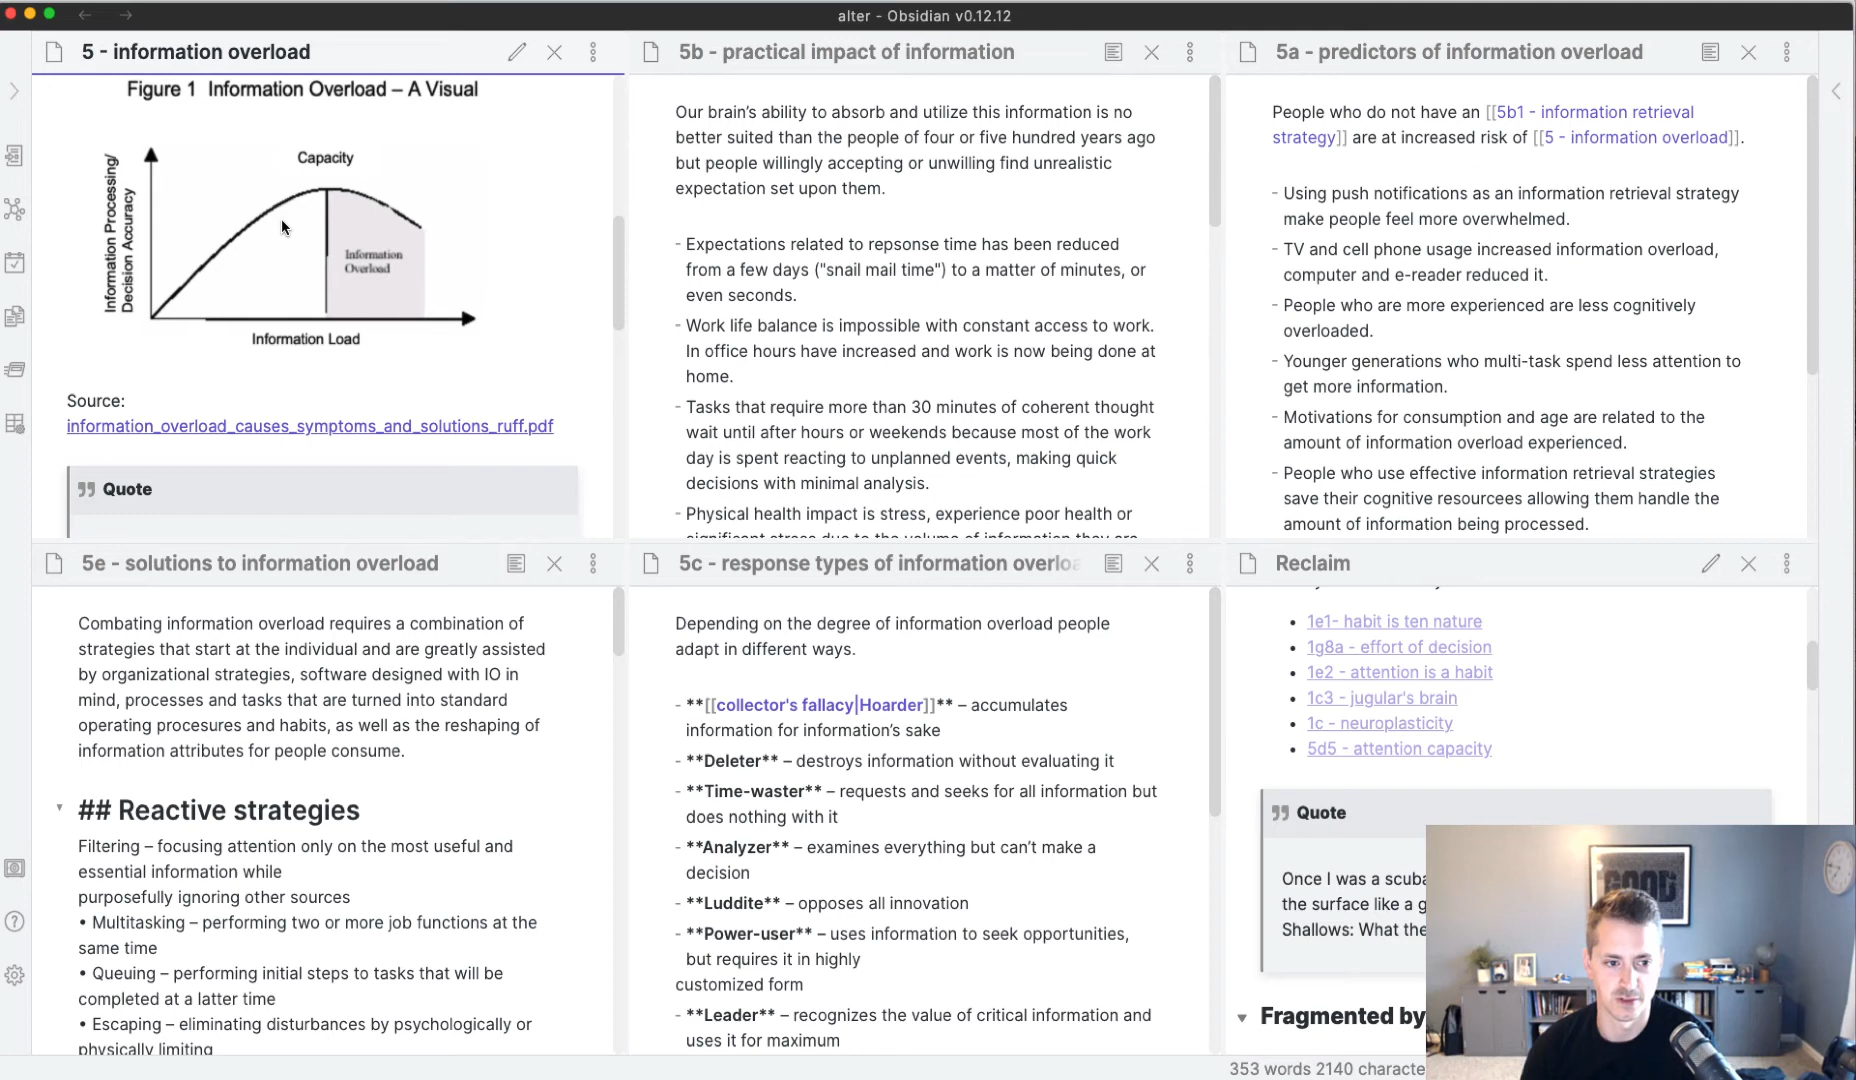 alter - Obsidian v0.12.12
5 - information overload
Figure 1 Information Overload – A Visual
Capacity
Information Processing/
Decision Accuracy
Information
Overload
Information Load
Source:
information_overload_causes_symptoms_and_solutions_ruff.pdf
Quote
5b - practical impact of information
Our brain's ability to absorb and utilize this information is no
better suited than the people of four or five hundred years ago
but people willingly accepting or unwilling find unrealistic
expectation set upon them.
- Expectations related to repsonse time has been reduced
from a few days ("snail mail time") to a matter of minutes, or
even seconds.
- Work life balance is impossible with constant access to work.
In office hours have increased and work is now being done at
home.
- Tasks that require more than 30 minutes of coherent thought
wait until after hours or weekends because most of the work
day is spent reacting to unplanned events, making quick
decisions with minimal analysis.
- Physical health impact is stress, experience poor health or
significant stress due to the volume of information they are
5a - predictors of information overload
People who do not have an [[5b1 - information retrieval
strategy]] are at increased risk of [[5 - information overload]].
- Using push notifications as an information retrieval strategy
make people feel more overwhelmed.
- TV and cell phone usage increased information overload,
computer and e-reader reduced it.
- People who are more experienced are less cognitively
overloaded.
- Younger generations who multi-task spend less attention to
get more information.
- Motivations for consumption and age are related to the
amount of information overload experienced.
- People who use effective information retrieval strategies
save their cognitive resourcees allowing them handle the
amount of information being processed.
5e - solutions to information overload
Combating information overload requires a combination of
strategies that start at the individual and are greatly assisted
by organizational strategies, software designed with IO in
mind, processes and tasks that are turned into standard
operating procesures and habits, as well as the reshaping of
information attributes for people consume.
## Reactive strategies
Filtering – focusing attention only on the most useful and
essential information while
purposefully ignoring other sources
• Multitasking – performing two or more job functions at the
same time
• Queuing – performing initial steps to tasks that will be
completed at a latter time
• Escaping – eliminating disturbances by psychologically or
physically limiting
5c - response types of information overloa
Depending on the degree of information overload people
adapt in different ways.
- **[[collector's fallacy|Hoarder]]** – accumulates
information for information's sake
- **Deleter** – destroys information without evaluating it
- **Time-waster** – requests and seeks for all information but
does nothing with it
- **Analyzer** – examines everything but can't make a
decision
- **Luddite** – opposes all innovation
- **Power-user** – uses information to seek opportunities,
but requires it in highly
customized form
- **Leader** – recognizes the value of critical information and
uses it for maximum
Reclaim
• 1e1- habit is ten nature
• 1g8a - effort of decision
• 1e2 - attention is a habit
• 1c3 - jugular's brain
• 1c - neuroplasticity
• 5d5 - attention capacity
Quote
Once I was a scuba
the surface like a g
Shallows: What the
Fragmented by
353 words 2140 characte
GOOD